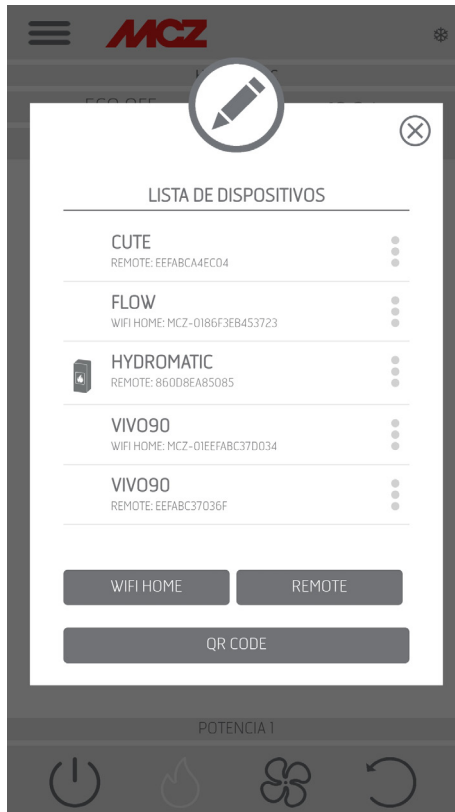 MCZ
LISTA DE DISPOSITIVOS
CUTE
REMOTE: EEFABCA4EC04
FLOW
WIFI HOME: MCZ-0186F3EB453723
HYDROMATIC
REMOTE: 860D8EA85085
VIVO90
WIFI HOME: MCZ-01EEFABC37D034
VIVO90
REMOTE: EEFABC37036F
WIFI HOME
REMOTE
QR CODE
POTENCIA 1